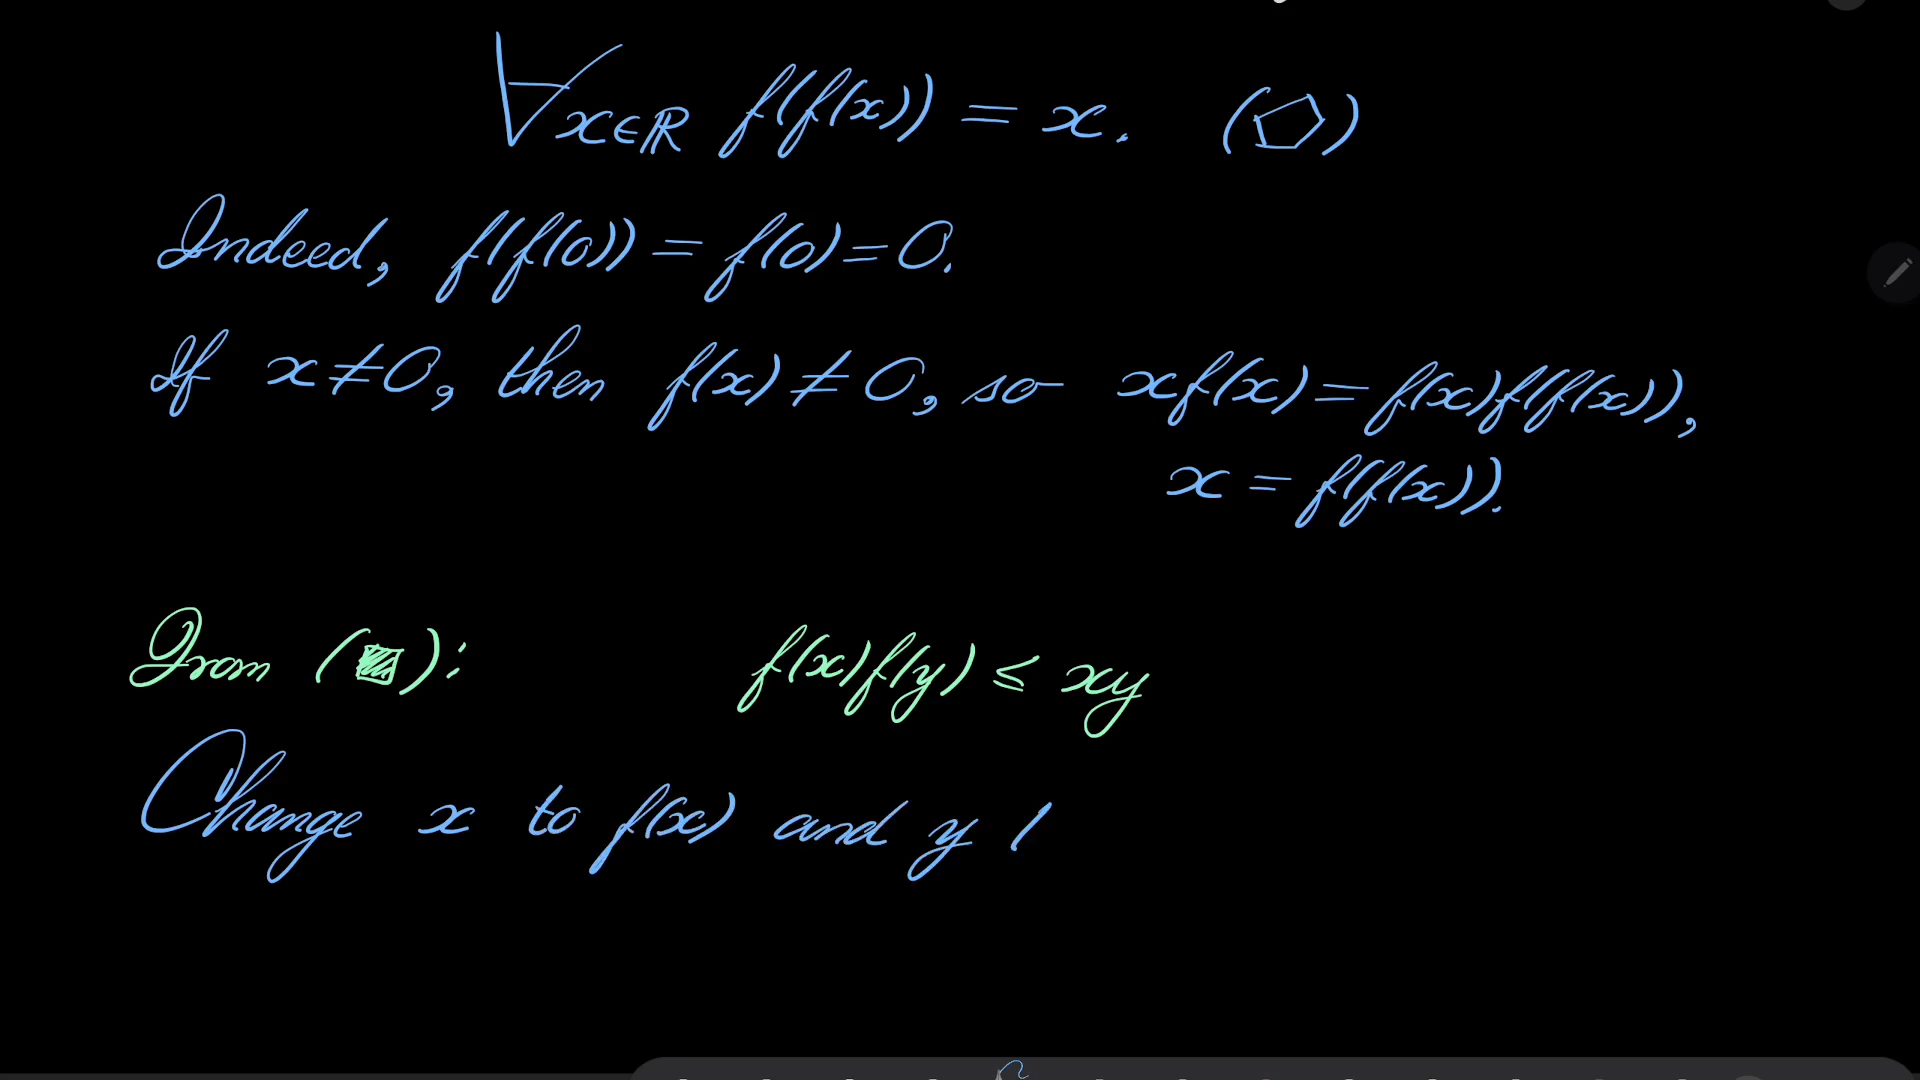 ∀x∈ℝ f(f(x)) = x. (⬠)
Indeed, f(f(0)) = f(0) = 0.
If x≠0, then f(x) ≠ 0, so xf(x) = f(x)f(f(x)),
x = f(f(x)).
From (■): f(x)f(y) ≤ xy
Change x to f(x) and y (